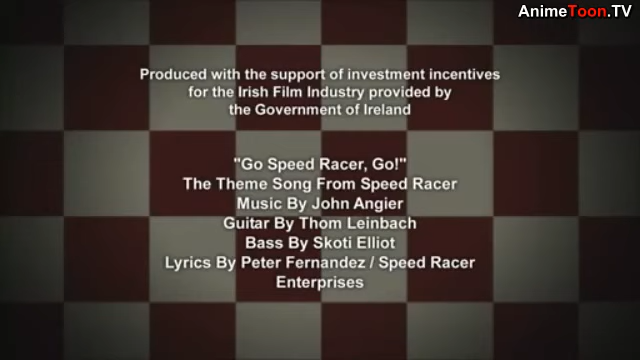 AnimeToon.TV
Produced with the support of investment incentives
for the Irish Film Industry provided by
the Government of Ireland
"Go Speed Racer, Go!"
The Theme Song From Speed Racer
Music By John Angier
Guitar By Thom Leinbach
Bass By Skoti Elliot
Lyrics By Peter Fernandez / Speed Racer
Enterprises